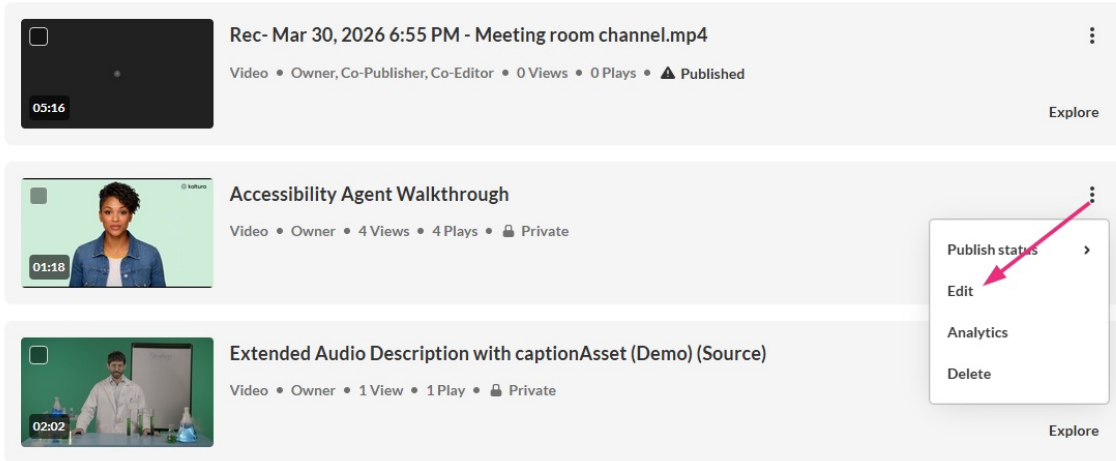 Rec- Mar 30, 2026 6:55 PM - Meeting room channel.mp4
Video • Owner, Co-Publisher, Co-Editor • 0 Views • 0 Plays • Published
05:16
Explore
kaltura
Accessibility Agent Walkthrough
Video • Owner • 4 Views • 4 Plays • Private
01:18
Publish status
Edit
Analytics
Delete
Extended Audio Description with captionAsset (Demo) (Source)
Video • Owner • 1 View • 1 Play • Private
02:02
Explore